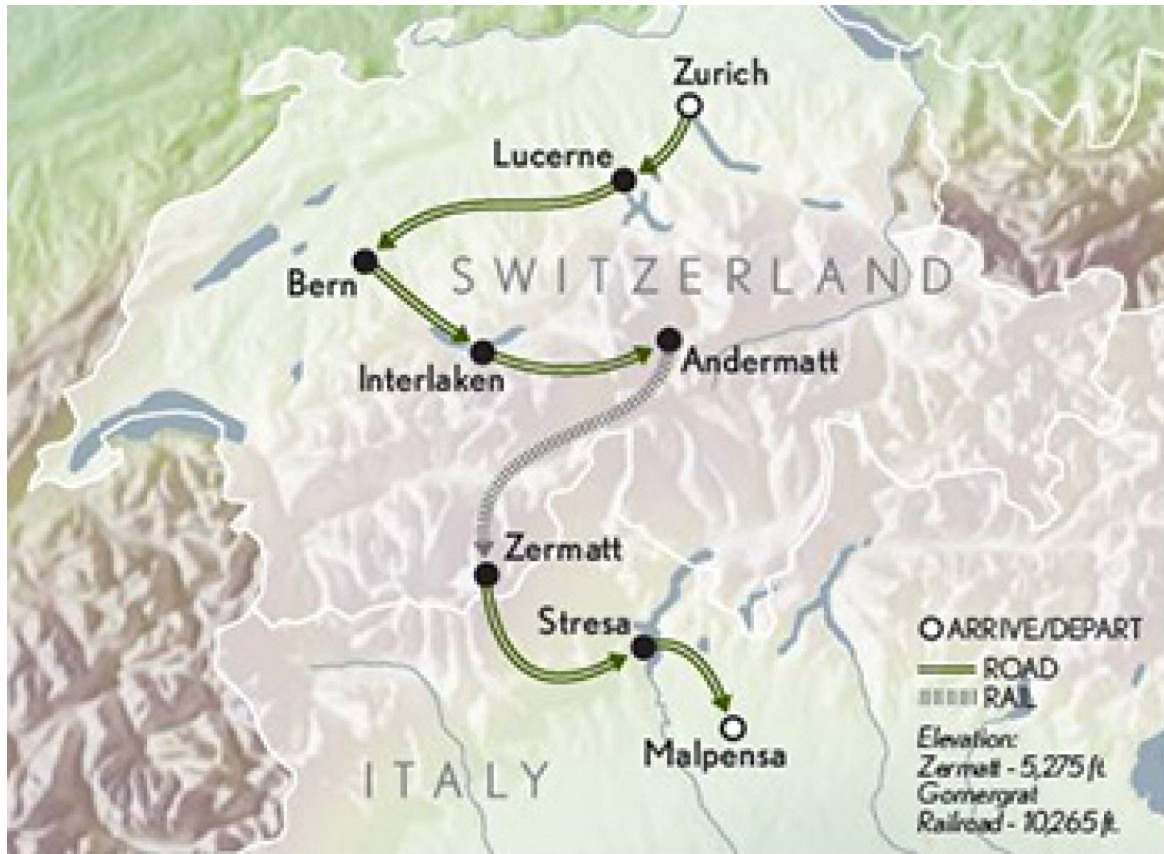 Zurich
Lucerne
SWITZERLAND
Bern
Interlaken
Andermatt
Zermatt
Stresa
Malpensa
ITALY
ARRIVE/DEPART
ROAD
RAIL
Elevation:
Zermatt - 5,275 ft.
Gornergrat
Railroad - 10,265 ft.